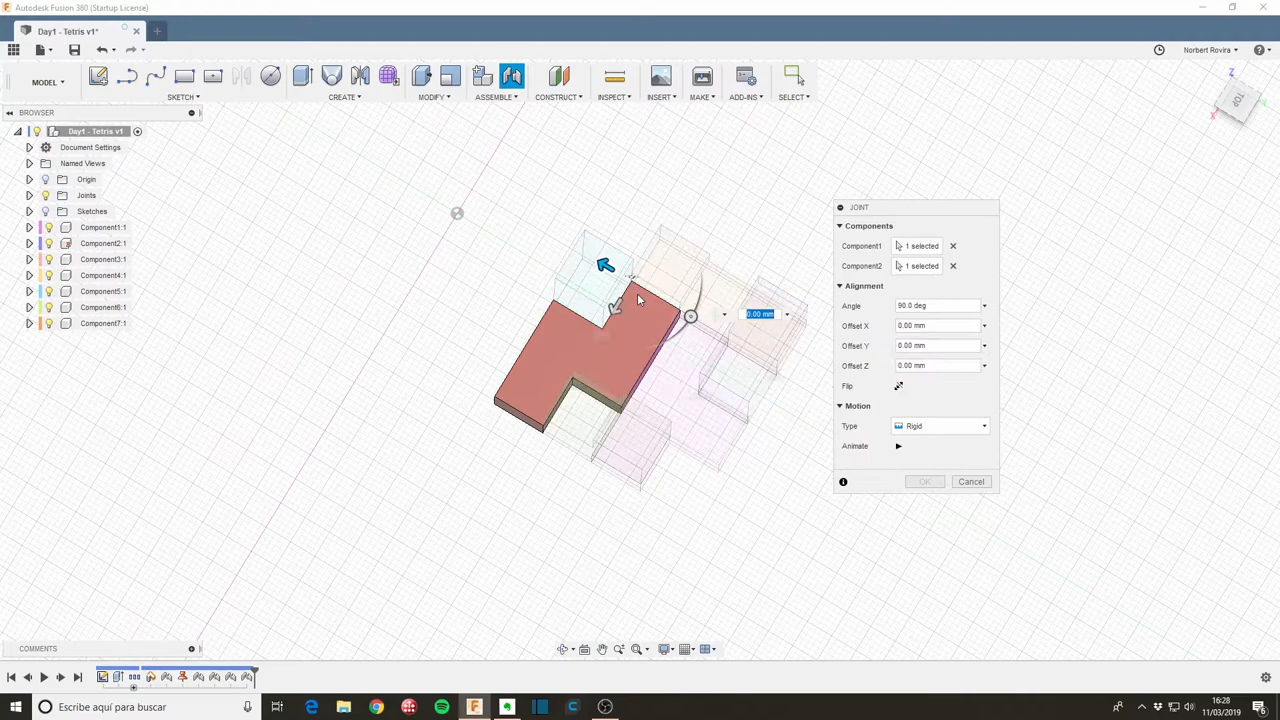 Autodesk Fusion 360 (Startup License)
Day1 - Tetris v1*
Norbert Rovira
MODEL
SKETCH
CREATE
MODIFY
ASSEMBLE
CONSTRUCT
INSPECT
INSERT
MAKE
ADD-INS
SELECT
Z
TOP
X
Y
BROWSER
Day1 - Tetris v1
Document Settings
Named Views
Origin
Joints
Sketches
Component1:1
Component2:1
Component3:1
Component4:1
Component5:1
Component6:1
Component7:1
0.00 mm
JOINT
Components
Component1 1 selected
Component2 1 selected
Alignment
Angle 90.0 deg
Offset X 0.00 mm
Offset Y 0.00 mm
Offset Z 0.00 mm
Flip
Motion
Type Rigid
Animate
OK Cancel
COMMENTS
Escribe aquí para buscar
16:28
11/03/2019